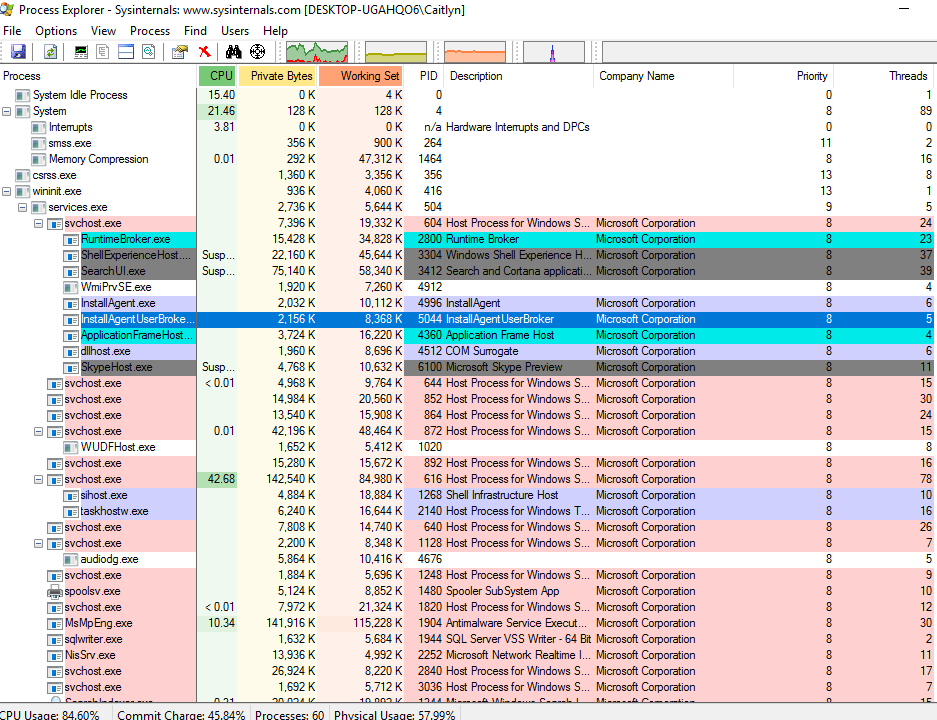 Process Explorer - Sysinternals: www.sysinternals.com [DESKTOP-UGAHQO6\Caitlyn]
File Options View Process Find Users Help
Process CPU Private Bytes Working Set PID Description Company Name Priority Threads
System Idle Process 15.40 0 K 4 K 0 0 1
System 21.46 128 K 128 K 4 8 89
Interrupts 3.81 0 K 0 K n/a Hardware Interrupts and DPCs 0 0
smss.exe 356 K 900 K 264 11 2
Memory Compression 0.01 292 K 47,312 K 1464 8 16
csrss.exe 1,360 K 3,356 K 356 13 8
wininit.exe 936 K 4,060 K 416 13 1
services.exe 2,736 K 5,644 K 504 9 5
svchost.exe 7,396 K 19,332 K 604 Host Process for Windows S... Microsoft Corporation 8 24
RuntimeBroker.exe 15,428 K 34,828 K 2800 Runtime Broker Microsoft Corporation 8 23
ShellExperienceHost.... Susp... 22,160 K 45,644 K 3304 Windows Shell Experience H... Microsoft Corporation 8 37
SearchUI.exe Susp... 75,140 K 58,340 K 3412 Search and Cortana applicati... Microsoft Corporation 8 39
WmiPrvSE.exe 1,920 K 7,260 K 4912 8 4
InstallAgent.exe 2,032 K 10,112 K 4996 InstallAgent Microsoft Corporation 8 6
InstallAgentUserBroke... 2,156 K 8,368 K 5044 InstallAgentUserBroker Microsoft Corporation 8 5
ApplicationFrameHost... 3,724 K 16,220 K 4360 Application Frame Host Microsoft Corporation 8 4
dllhost.exe 1,960 K 8,696 K 4512 COM Surrogate Microsoft Corporation 8 6
SkypeHost.exe Susp... 4,768 K 10,632 K 6100 Microsoft Skype Preview Microsoft Corporation 8 11
svchost.exe < 0.01 4,968 K 9,764 K 644 Host Process for Windows S... Microsoft Corporation 8 15
svchost.exe 14,984 K 20,560 K 852 Host Process for Windows S... Microsoft Corporation 8 30
svchost.exe 13,540 K 15,908 K 864 Host Process for Windows S... Microsoft Corporation 8 24
svchost.exe 0.01 42,196 K 48,464 K 872 Host Process for Windows S... Microsoft Corporation 8 15
WUDFHost.exe 1,652 K 5,412 K 1020 8 8
svchost.exe 15,280 K 15,672 K 892 Host Process for Windows S... Microsoft Corporation 8 16
svchost.exe 42.68 142,540 K 84,980 K 616 Host Process for Windows S... Microsoft Corporation 8 78
sihost.exe 4,884 K 18,884 K 1268 Shell Infrastructure Host Microsoft Corporation 8 10
taskhostw.exe 6,240 K 16,644 K 2140 Host Process for Windows T... Microsoft Corporation 8 16
svchost.exe 7,808 K 14,740 K 640 Host Process for Windows S... Microsoft Corporation 8 26
svchost.exe 2,200 K 8,348 K 1128 Host Process for Windows S... Microsoft Corporation 8 7
audiodg.exe 5,864 K 10,416 K 4676 8 5
svchost.exe 1,884 K 5,696 K 1248 Host Process for Windows S... Microsoft Corporation 8 9
spoolsv.exe 5,124 K 8,852 K 1480 Spooler SubSystem App Microsoft Corporation 8 10
svchost.exe < 0.01 7,972 K 21,324 K 1820 Host Process for Windows S... Microsoft Corporation 8 12
MsMpEng.exe 10.34 141,916 K 115,228 K 1904 Antimalware Service Execut... Microsoft Corporation 8 30
sqlwriter.exe 1,632 K 5,684 K 1944 SQL Server VSS Writer - 64 Bit Microsoft Corporation 8 2
NisSrv.exe 13,936 K 4,992 K 2252 Microsoft Network Realtime I... Microsoft Corporation 8 11
svchost.exe 26,924 K 8,220 K 2840 Host Process for Windows S... Microsoft Corporation 8 17
svchost.exe 1,692 K 5,712 K 3036 Host Process for Windows S... Microsoft Corporation 8 7
CPU Usage: 84.60% Commit Charge: 45.84% Processes: 60 Physical Usage: 57.99%